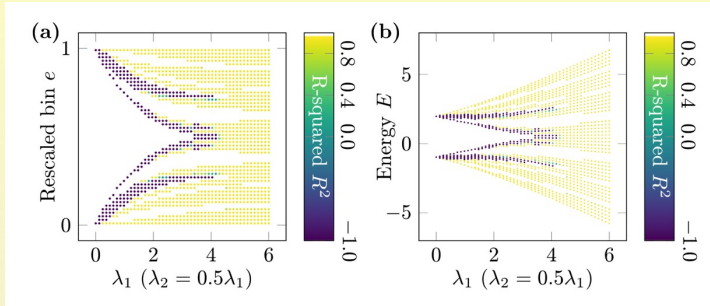 (a)
Rescaled bin e
1
0
0 2 4 6
λ₁ (λ₂ = 0.5λ₁)
0.8
0.4
0.0
−1.0
R-squared R²
(b)
Energy E
5
0
−5
0 2 4 6
λ₁ (λ₂ = 0.5λ₁)
0.8
0.4
0.0
−1.0
R-squared R²